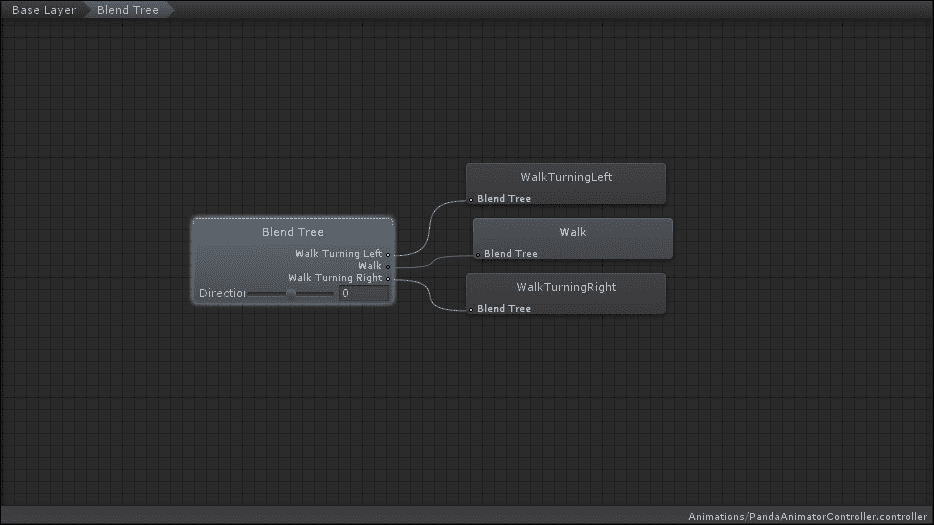 Base Layer
Blend Tree
WalkTurningLeft
Blend Tree
Blend Tree
Walk Turning Left
Walk
Walk Turning Right
Direction
0
Walk
Blend Tree
WalkTurningRight
Blend Tree
Animations/PandaAnimatorController.controller